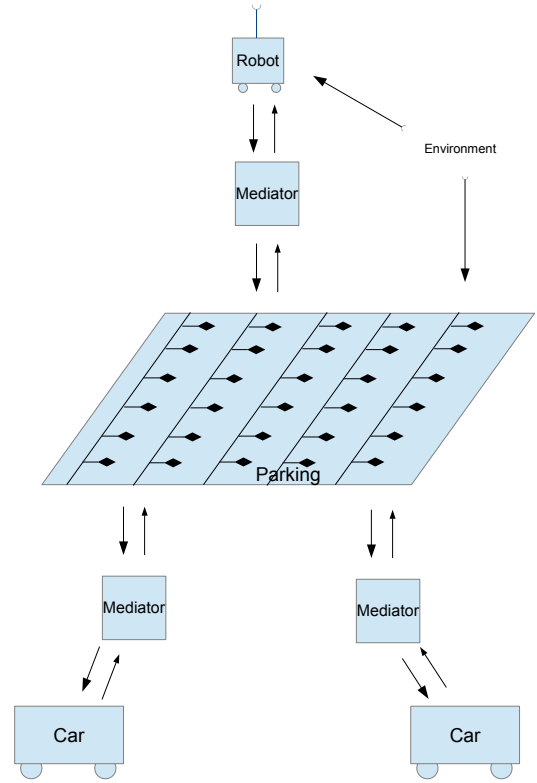 Robot
Environment
Mediator
Parking
Mediator
Mediator
Car
Car